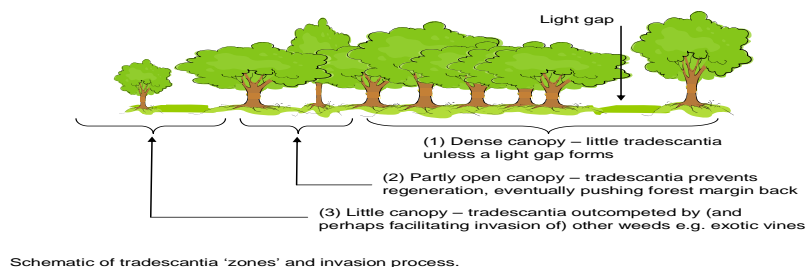 Light gap
(1) Dense canopy – little tradescantia
unless a light gap forms
(2) Partly open canopy – tradescantia prevents
regeneration, eventually pushing forest margin back
(3) Little canopy – tradescantia outcompeted by (and
perhaps facilitating invasion of) other weeds e.g. exotic vines
Schematic of tradescantia ‘zones’ and invasion process.